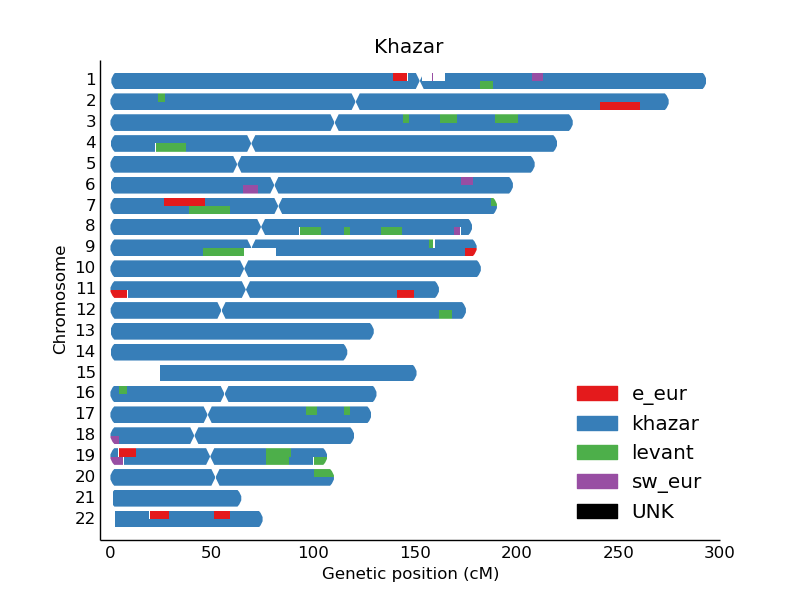 Khazar
Chromosome
1
2
3
4
5
6
7
8
9
10
11
12
13
14
15
16
17
18
19
20
21
22
e_eur
khazar
levant
sw_eur
UNK
0 50 100 150 200 250 300
Genetic position (cM)